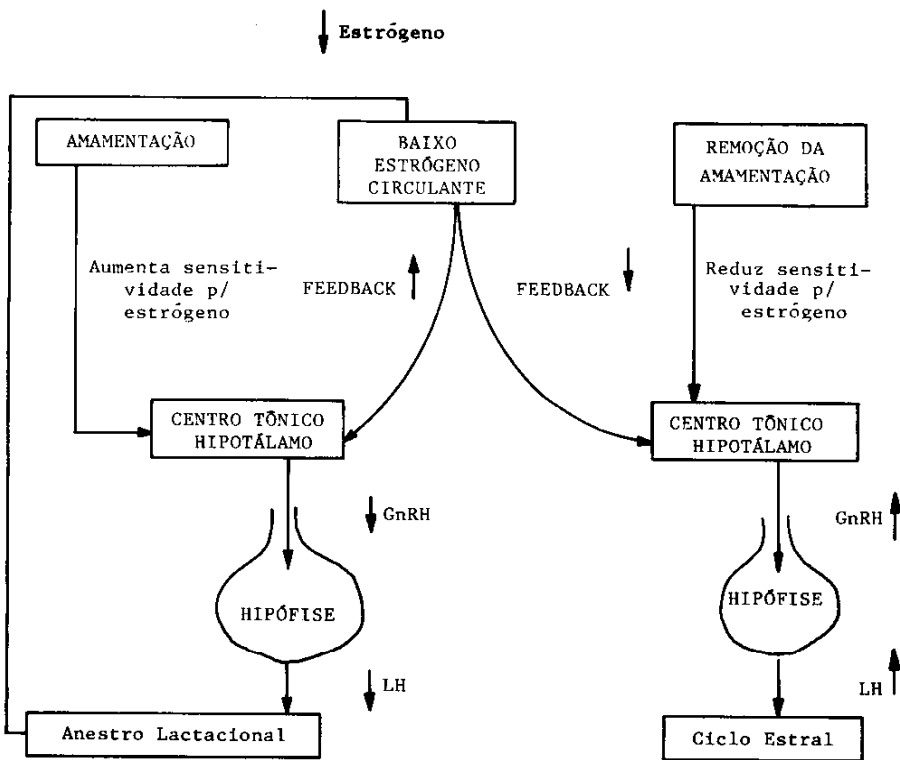 Estrógeno
AMAMENTAÇÃO
BAIXO
ESTRÓGENO
CIRCULANTE
REMOÇÃO DA
AMAMENTAÇÃO
Aumenta sensiti-
vidade p/
estrógeno
FEEDBACK
FEEDBACK
Reduz sensiti-
vidade p/
estrógeno
CENTRO TÔNICO
HIPOTÁLAMO
CENTRO TÔNICO
HIPOTÁLAMO
GnRH
GnRH
HIPÓFISE
HIPÓFISE
LH
LH
Anestro Lactacional
Ciclo Estral